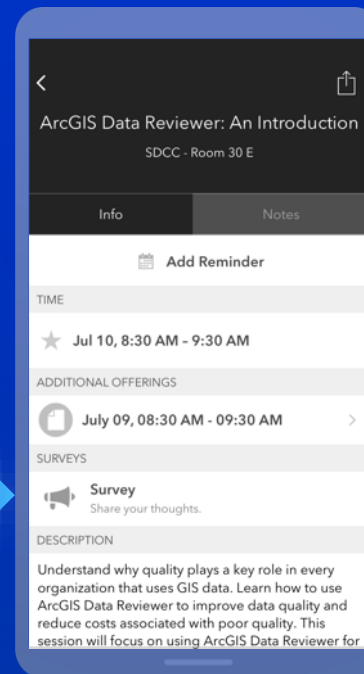 ArcGIS Data Reviewer: An Introduction
SDCC - Room 30 E
Info
Notes
Add Reminder
TIME
Jul 10, 8:30 AM – 9:30 AM
ADDITIONAL OFFERINGS
July 09, 08:30 AM - 09:30 AM
SURVEYS
Survey
Share your thoughts.
DESCRIPTION
Understand why quality plays a key role in every
organization that uses GIS data. Learn how to use
ArcGIS Data Reviewer to improve data quality and
reduce costs associated with poor quality. This
session will focus on using ArcGIS Data Reviewer for